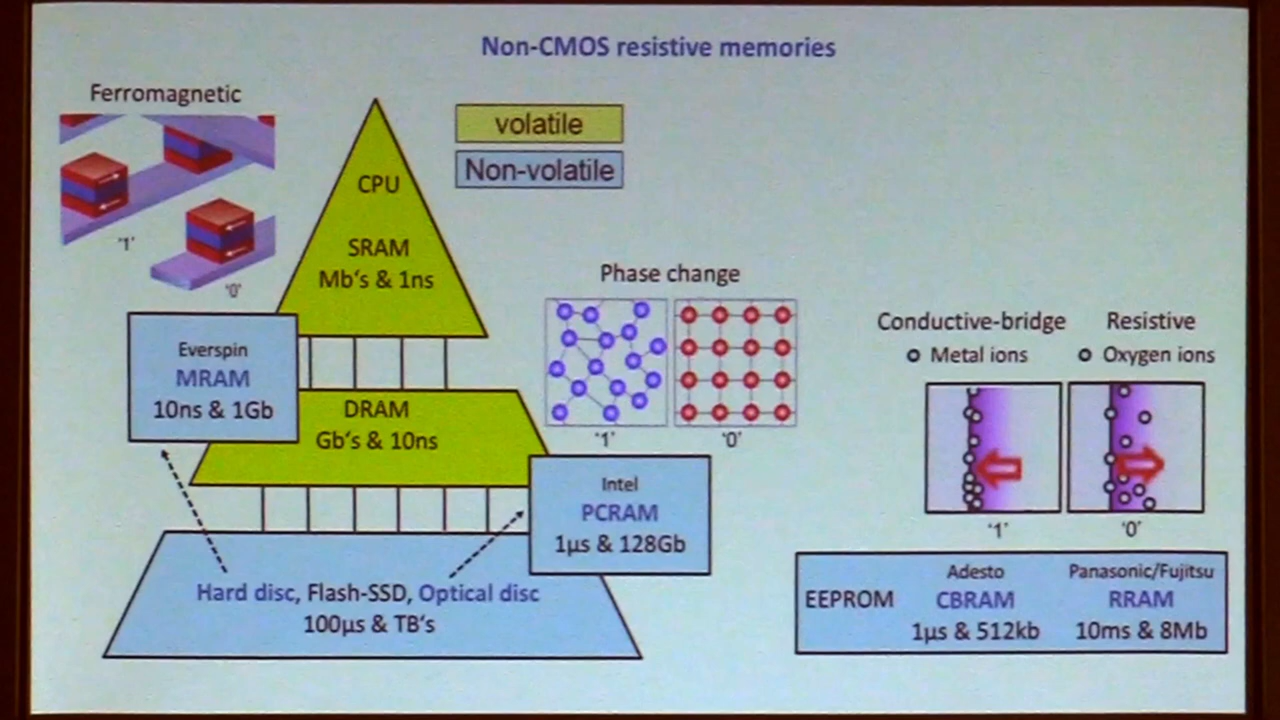 Non-CMOS resistive memories
Ferromagnetic
'1'
'0'
volatile
Non-volatile
CPU
SRAM
Mb's & 1ns
Everspin
MRAM
10ns & 1Gb
DRAM
Gb's & 10ns
Phase change
'1'
'0'
Intel
PCRAM
1µs & 128Gb
Hard disc, Flash-SSD, Optical disc
100µs & TB's
Conductive-bridge
Metal ions
Resistive
Oxygen ions
'1'
'0'
EEPROM
Adesto
CBRAM
1µs & 512kb
Panasonic/Fujitsu
RRAM
10ms & 8Mb